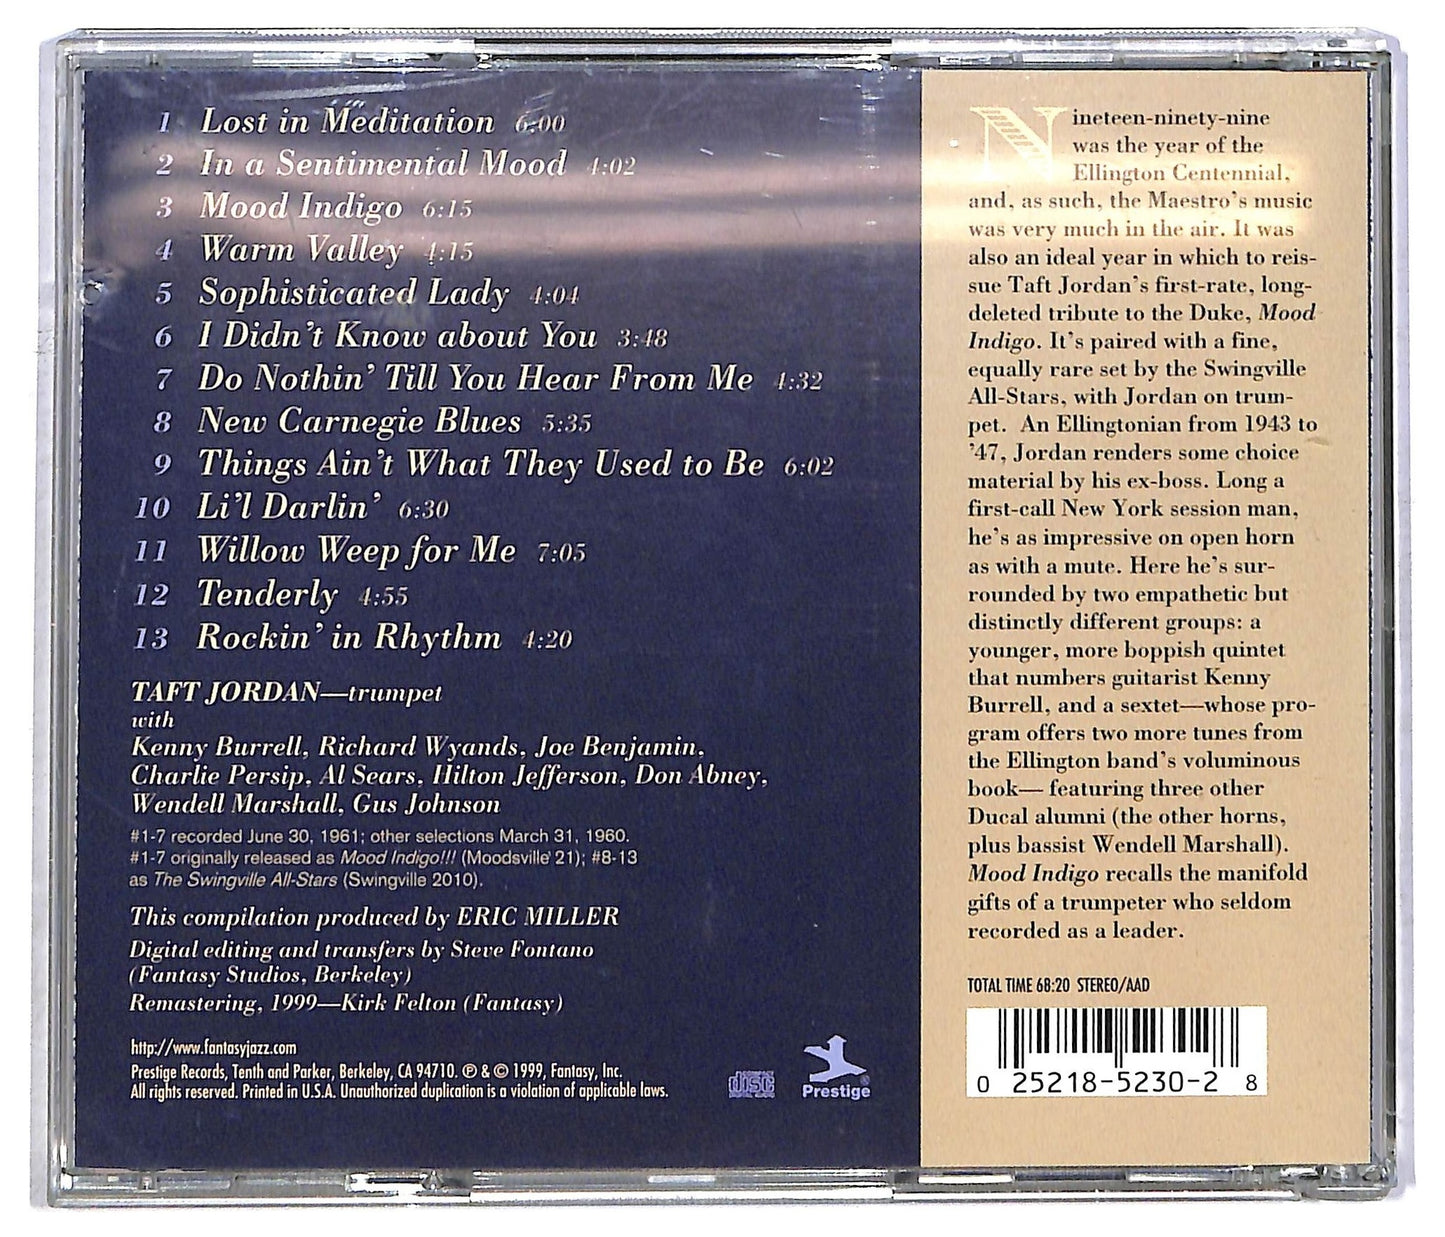 1 Lost in Meditation 6:00
2 In a Sentimental Mood 4:02
3 Mood Indigo 6:15
4 Warm Valley 4:15
5 Sophisticated Lady 4:04
6 I Didn't Know about You 3:48
7 Do Nothin' Till You Hear From Me 4:32
8 New Carnegie Blues 5:35
9 Things Ain't What They Used to Be 6:02
10 Li'l Darlin' 6:30
11 Willow Weep for Me 7:05
12 Tenderly 4:55
13 Rockin' in Rhythm 4:20
TAFT JORDAN—trumpet
with
Kenny Burrell, Richard Wyands, Joe Benjamin,
Charlie Persip, Al Sears, Hilton Jefferson, Don Abney,
Wendell Marshall, Gus Johnson
#1-7 recorded June 30, 1961; other selections March 31, 1960.
#1-7 originally released as Mood Indigo!!! (Moodsville 21); #8-13
as The Swingville All-Stars (Swingville 2010).
This compilation produced by ERIC MILLER
Digital editing and transfers by Steve Fontano
(Fantasy Studios, Berkeley)
Remastering, 1999—Kirk Felton (Fantasy)
http://www.fantasyjazz.com
Prestige Records, Tenth and Parker, Berkeley, CA 94710. ℗ & © 1999, Fantasy, Inc.
All rights reserved. Printed in U.S.A. Unauthorized duplication is a violation of applicable laws.
COMPACT
disc
DIGITAL AUDIO
Prestige®
Nineteen-ninety-nine
was the year of the
Ellington Centennial,
and, as such, the Maestro's music
was very much in the air. It was
also an ideal year in which to reis-
sue Taft Jordan's first-rate, long-
deleted tribute to the Duke, Mood
Indigo. It's paired with a fine,
equally rare set by the Swingville
All-Stars, with Jordan on trum-
pet. An Ellingtonian from 1943 to
'47, Jordan renders some choice
material by his ex-boss. Long a
first-call New York session man,
he's as impressive on open horn
as with a mute. Here he's sur-
rounded by two empathetic but
distinctly different groups: a
younger, more boppish quintet
that numbers guitarist Kenny
Burrell, and a sextet—whose pro-
gram offers two more tunes from
the Ellington band's voluminous
book— featuring three other
Ducal alumni (the other horns,
plus bassist Wendell Marshall).
Mood Indigo recalls the manifold
gifts of a trumpeter who seldom
recorded as a leader.
TOTAL TIME 68:20 STEREO/AAD
0 25218-5230-2 8